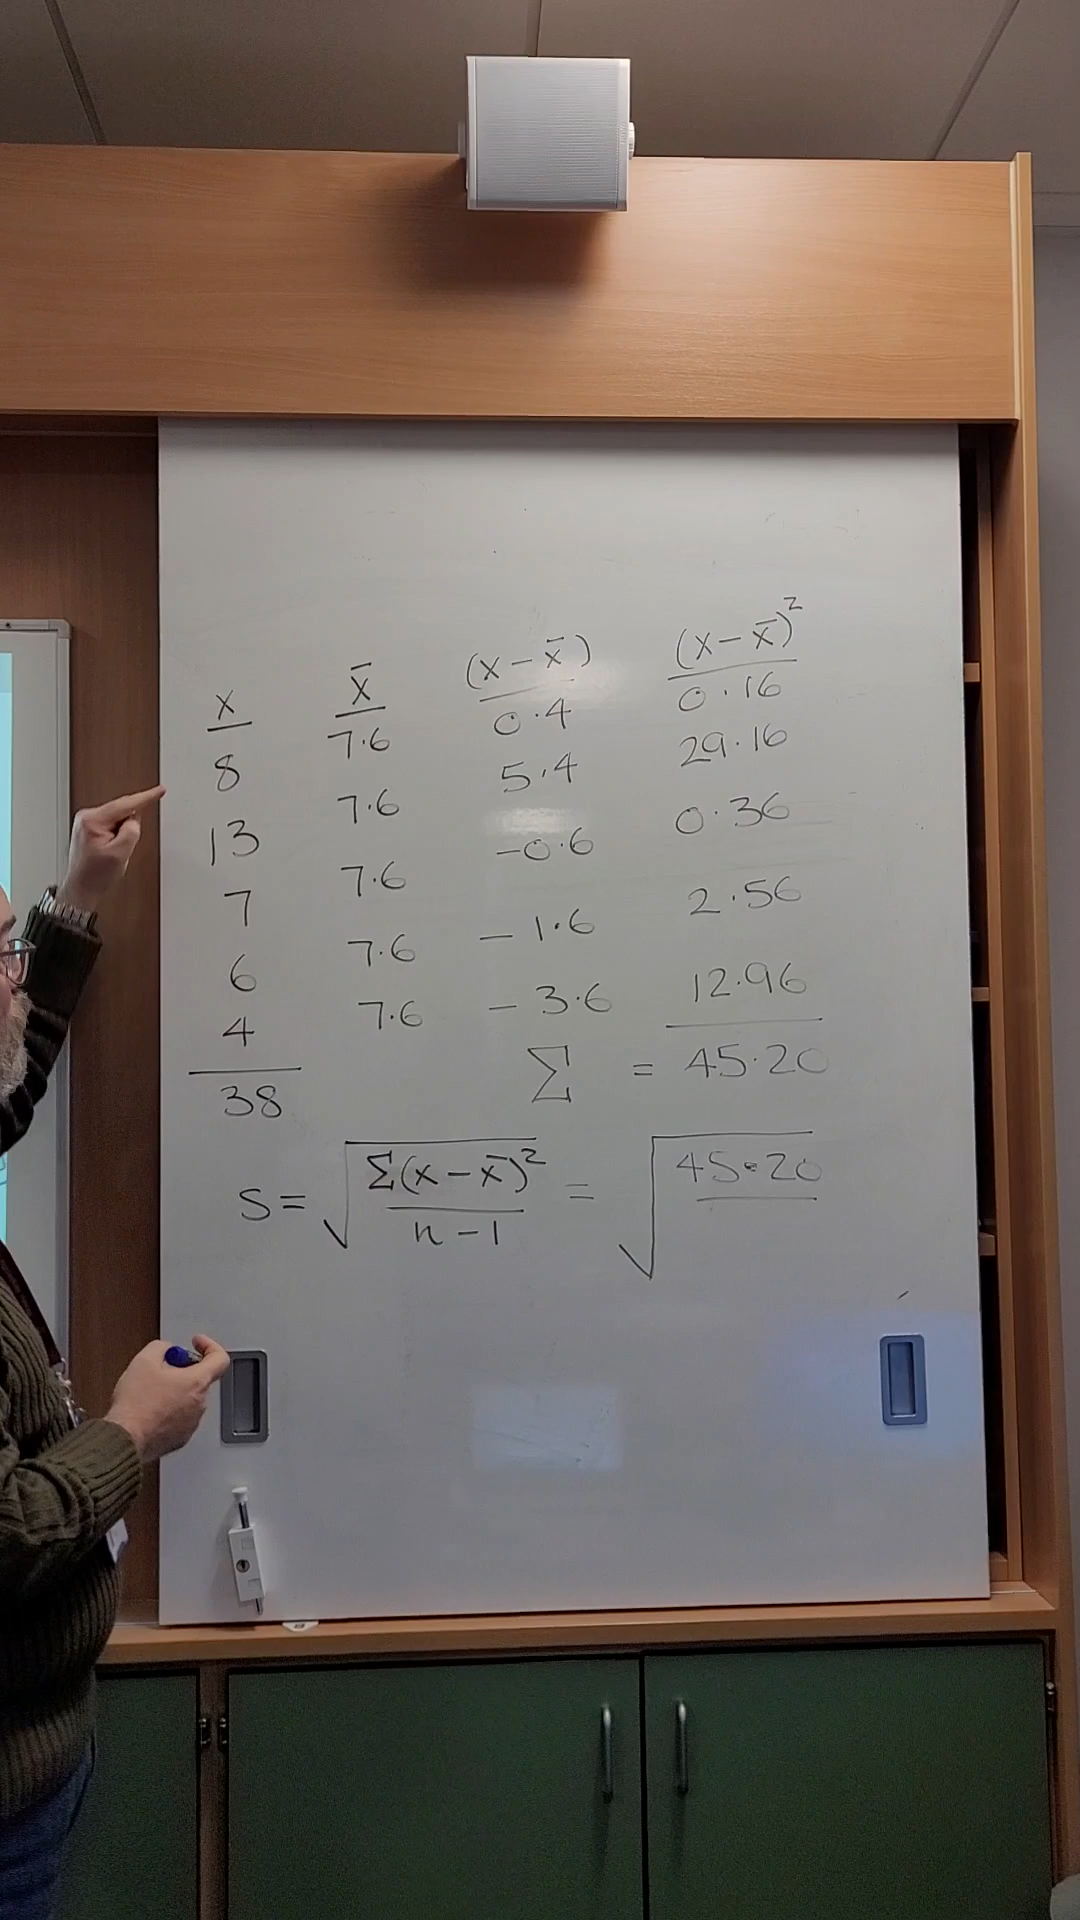 x x̄ (x - x̄) (x - x̄)²
8 7.6 0.4 0.16
13 7.6 5.4 29.16
7 7.6 -0.6 0.36
6 7.6 - 1.6 2.56
4 7.6 - 3.6 12.96
38 Σ = 45.20
S = √(Σ(x - x̄)² / n - 1) = √45.20